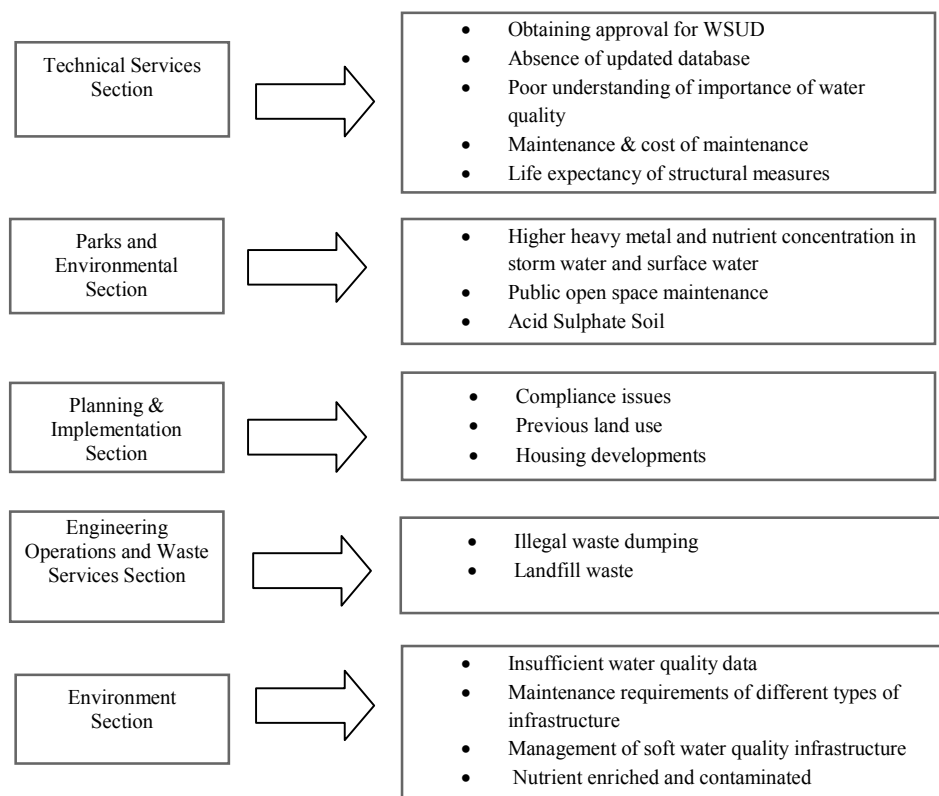 Technical Services
Section
• Obtaining approval for WSUD
• Absence of updated database
• Poor understanding of importance of water
quality
• Maintenance & cost of maintenance
• Life expectancy of structural measures
Parks and
Environmental
Section
• Higher heavy metal and nutrient concentration in
storm water and surface water
• Public open space maintenance
• Acid Sulphate Soil
Planning &
Implementation
Section
• Compliance issues
• Previous land use
• Housing developments
Engineering
Operations and Waste
Services Section
• Illegal waste dumping
• Landfill waste
Environment
Section
• Insufficient water quality data
• Maintenance requirements of different types of
infrastructure
• Management of soft water quality infrastructure
• Nutrient enriched and contaminated